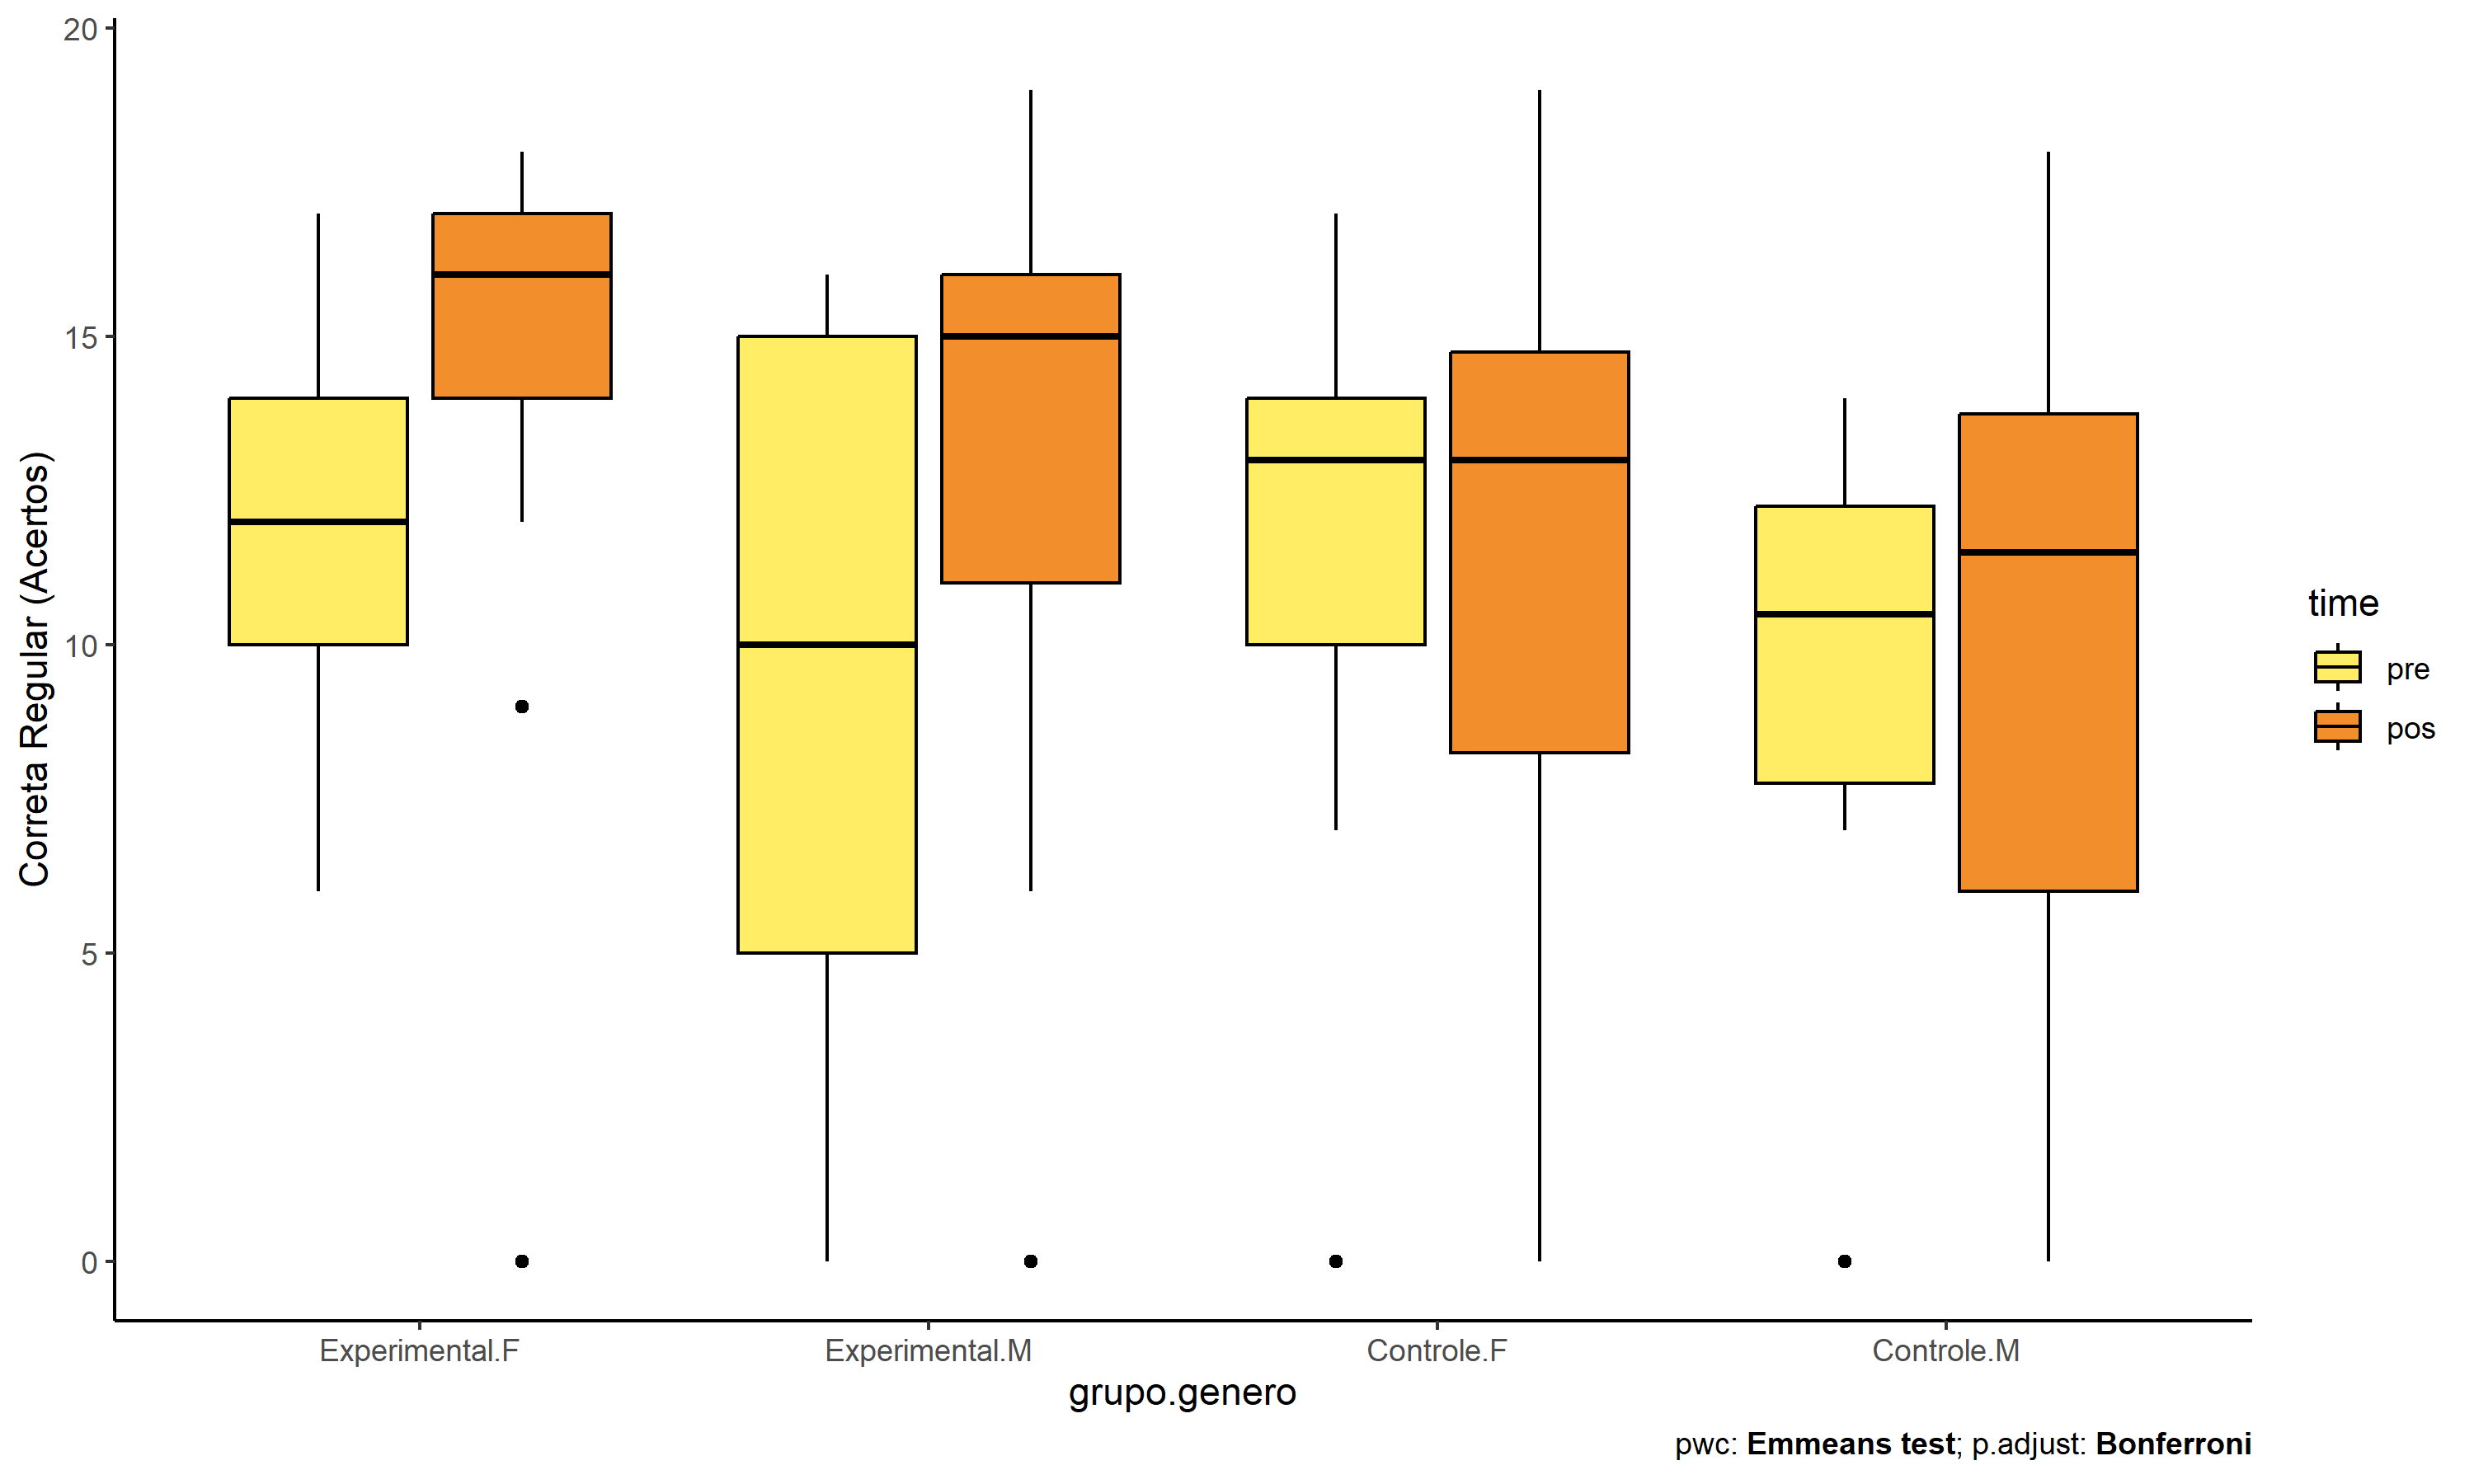 20
15
10
5
0
Correta Regular (Acertos)
Experimental.F
Experimental.M
Controle.F
Controle.M
grupo.genero
time
pre
pos
pwc: Emmeans test; p.adjust: Bonferroni